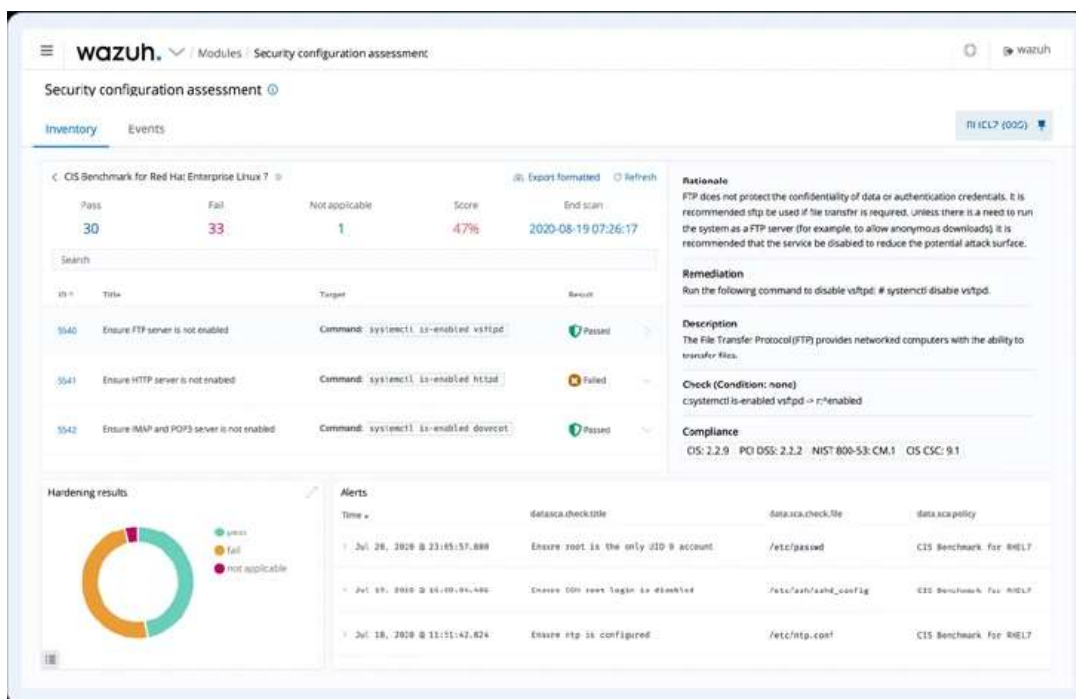 wazuh. / Modules / Security configuration assessment
wazuh
Security configuration assessment
Inventory Events
RHEL7
CIS Benchmark for Red Hat Enterprise Linux 7
Export formatted Refresh
Pass Fail Not applicable Score End scan
30 33 1 47% 2020-08-19 07:26:17
Search
ID Title Target Result
5540 Ensure FTP server is not enabled Command: systemctl is-enabled vsftpd Passed
5541 Ensure HTTP server is not enabled Command: systemctl is-enabled httpd Failed
5542 Ensure IMAP and POP3 server is not enabled Command: systemctl is-enabled dovecot Passed
Rationale
FTP does not protect the confidentiality of data or authentication credentials. It is
recommended sftp be used if file transfer is required. Unless there is a need to run
the system as a FTP server (for example, to allow anonymous downloads), it is
recommended that the service be disabled to reduce the potential attack surface.
Remediation
Run the following command to disable vsftpd: # systemctl disable vsftpd.
Description
The File Transfer Protocol (FTP) provides networked computers with the ability to
transfer files.
Check (Condition: none)
c:systemctl is-enabled vsftpd -> r:^enabled
Compliance
CIS: 2.2.9 PCI DSS: 2.2.2 NIST 800-53: CM.1 CIS CSC: 9.1
Hardening results
pass
fail
not applicable
Alerts
Time data.sca.check.title data.sca.check.file data.sca.policy
Jul 20, 2020 @ Ensure root is the only UID 0 account /etc/passwd CIS Benchmark for RHEL7
Jul 19, 2020 @ Ensure SSH root login is disabled /etc/ssh/sshd_config CIS Benchmark for RHEL7
Jul 18, 2020 @ 11:51:42.824 Ensure ntp is configured /etc/ntp.conf CIS Benchmark for RHEL7